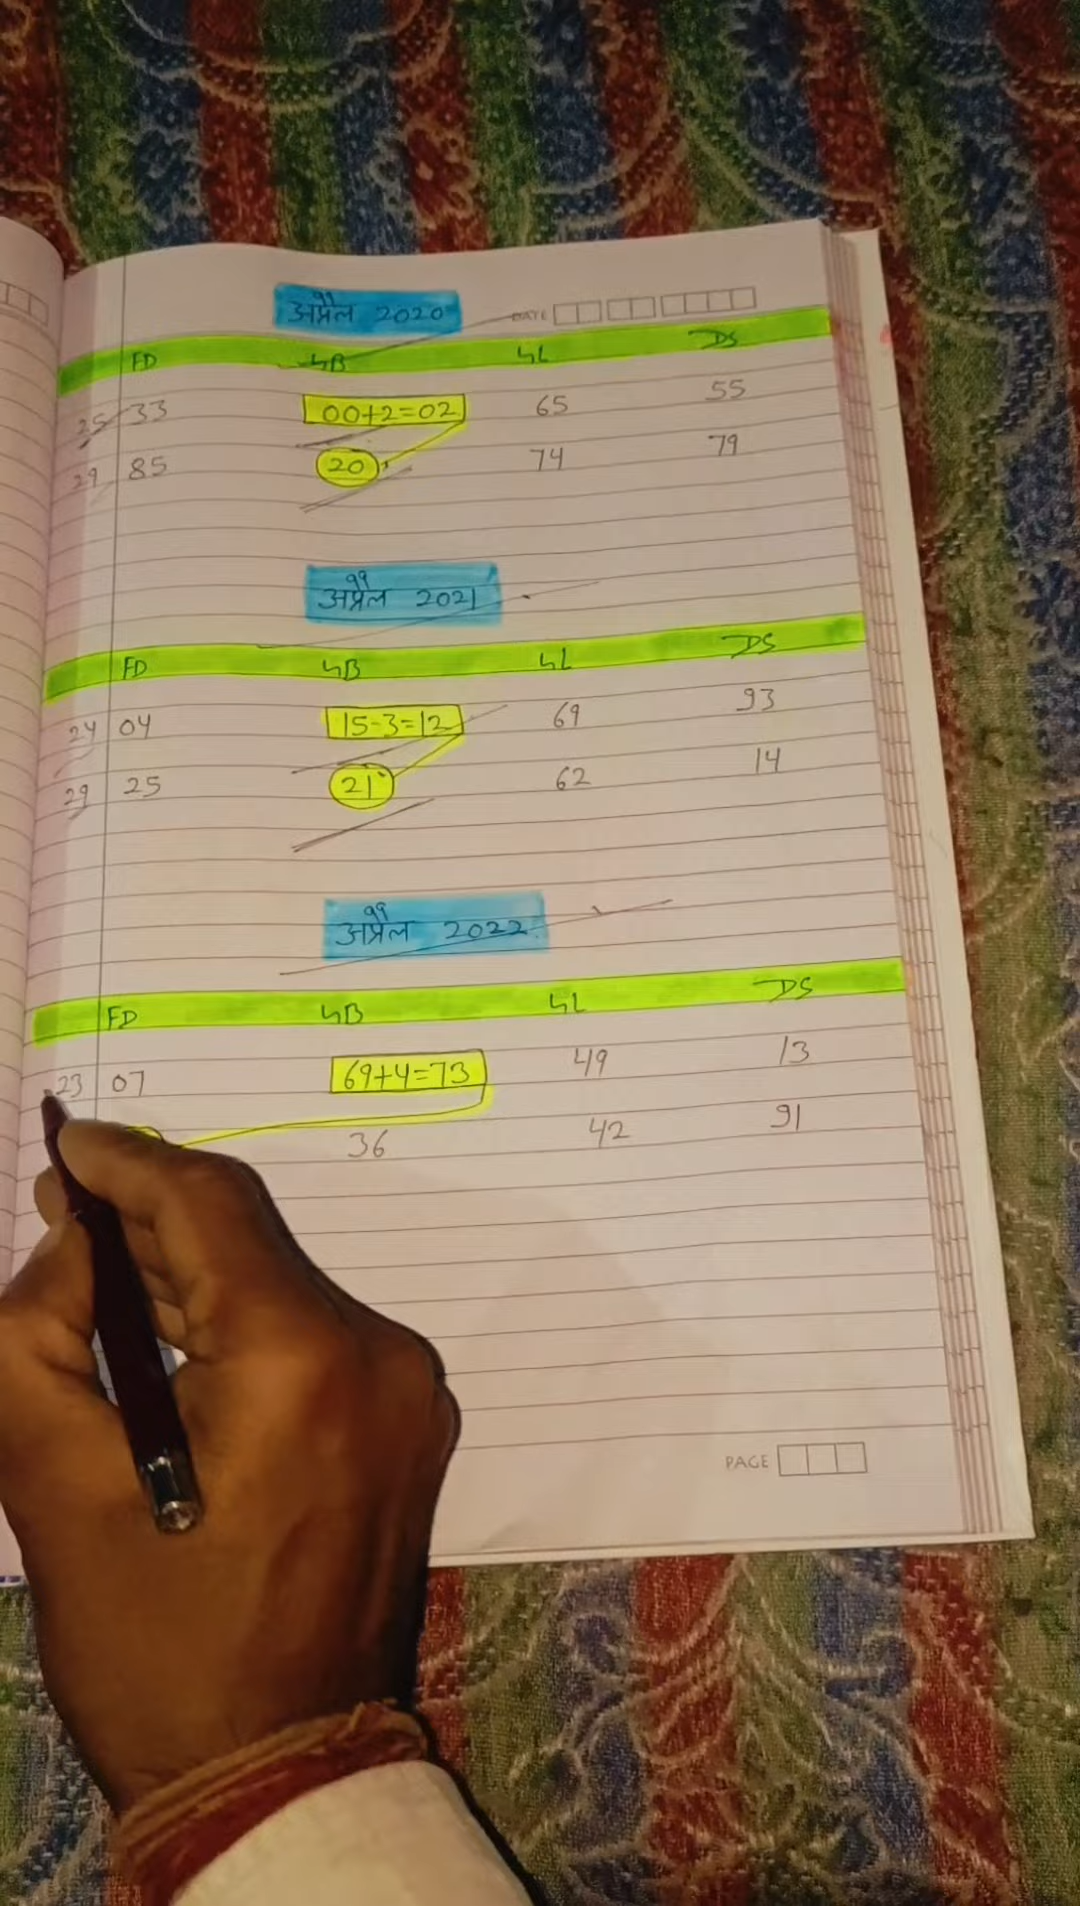 अप्रैल 2020
DATE
FD GB GL DS
25 33 00+2=02 65 55
29 85 20 74 79
अप्रैल 2021
FD GB GL DS
24 04 15-3=12 69 93
29 25 21 62 14
अप्रैल 2022
FD GB GL DS
23 07 69+4=73 49 13
36 42 91
PAGE